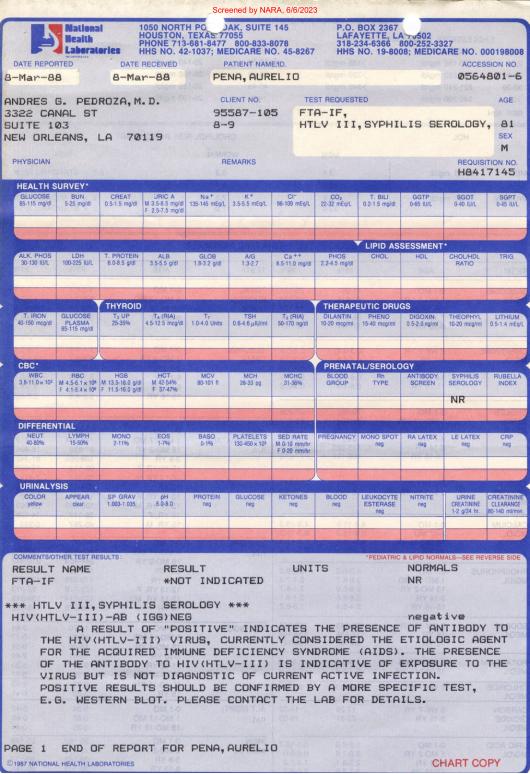 Screened by NARA, 6/6/2023
National Health Laboratories INCORPORATED
1050 NORTH PO OAK, SUITE 145
HOUSTON, TEXAS 77055
PHONE 713-681-8477 800-833-8078
HHS NO. 42-1037; MEDICARE NO. 45-8267
P.O. BOX 2367
LAFAYETTE, LA 70502
318-234-6366 800-252-3327
HHS NO. 19-8008; MEDICARE NO. 000198008
DATE REPORTED DATE RECEIVED PATIENT NAME/ID. ACCESSION NO.
8-Mar-88 8-Mar-88 PENA,AURELIO 0564801-6
ANDRES G. PEDROZA,M.D.
3322 CANAL ST
SUITE 103
NEW ORLEANS, LA 70119
CLIENT NO.
95587-105
8-9
TEST REQUESTED
FTA-IF,
HTLV III,SYPHILIS SEROLOGY,
AGE
81
SEX
M
PHYSICIAN REMARKS REQUISITION NO.
H8417145
HEALTH SURVEY*
GLUCOSE BUN CREAT URIC A Na+ K+ Cl- CO2 T. BILI GGTP SGOT SGPT
85-115 mg/dl 5-25 mg/dl 0.5-1.5 mg/dl M 3.5-8.5 mg/dl 135-145 mEq/L 3.5-5.5 mEq/L 96-109 mEq/L 22-32 mEq/L 0.2-1.5 mg/dl 0-65 IU/L 0-40 IU/L 0-45 IU/L
F 2.5-7.5 mg/dl
LIPID ASSESSMENT*
ALK. PHOS LDH T. PROTEIN ALB GLOB A/G Ca++ PHOS CHOL HDL CHOL/HDL RATIO TRIG
30-130 IU/L 100-225 IU/L 6.0-8.5 g/dl 3.5-5.5 g/dl 1.8-3.2 g/dl 1.3-2.7 8.5-11.0 mg/dl 2.2-4.5 mg/dl
THYROID THERAPEUTIC DRUGS
T. IRON GLUCOSE PLASMA T3 UP T4 (RIA) T7 TSH T3 (RIA) DILANTIN PHENO DIGOXIN THEOPHYL LITHIUM
40-150 mcg/dl 85-115 mg/dl 25-35% 4.5-12.5 mcg/dl 1.0-4.0 Units 0.6-4.6 µIU/ml 50-170 ng/dl 10-20 mcg/ml 15-40 mcg/ml 0.5-2.0 ng/ml 10-20 mcg/ml 0.5-1.4 mEq/L
CBC* PRENATAL/SEROLOGY
WBC RBC HGB HCT MCV MCH MCHC BLOOD GROUP Rh TYPE ANTIBODY SCREEN SYPHILIS SEROLOGY RUBELLA INDEX
M 4.5-6.1 x 10⁶ M 13.5-18.0 g/dl M 42-54% 80-101 fl 26-33 pg 31-36%
F 4.1-5.4 x 10⁶ F 11.5-16.0 g/dl F 37-47%
NR
DIFFERENTIAL
NEUT LYMPH MONO EOS BASO PLATELETS SED RATE PREGNANCY MONO SPOT RA LATEX LE LATEX CRP
40-80% 15-50% 2-11% 1-7% 0-1% 130-450 x 10³ M 0-10 mm/hr neg neg neg neg neg
F 0-20 mm/hr
URINALYSIS
COLOR APPEAR SP GRAV pH PROTEIN GLUCOSE KETONES BLOOD LEUKOCYTE ESTERASE NITRITE URINE CREATININE CREATININE CLEARANCE
yellow clear 1.003-1.035 5.0-8.0 neg neg neg neg neg neg 1-2 g/24 hr. 80-140 ml/min.
COMMENTS/OTHER TEST RESULTS: *PEDIATRIC & LIPID NORMALS—SEE REVERSE SIDE
RESULT NAME RESULT UNITS NORMALS
FTA-IF *NOT INDICATED NR
*** HTLV III,SYPHILIS SEROLOGY ***
HIV(HTLV-III)-AB (IGG)NEG negative
A RESULT OF "POSITIVE" INDICATES THE PRESENCE OF ANTIBODY TO
THE HIV(HTLV-III) VIRUS, CURRENTLY CONSIDERED THE ETIOLOGIC AGENT
FOR THE ACQUIRED IMMUNE DEFICIENCY SYNDROME (AIDS). THE PRESENCE
OF THE ANTIBODY TO HIV(HTLV-III) IS INDICATIVE OF EXPOSURE TO THE
VIRUS BUT IS NOT DIAGNOSTIC OF CURRENT ACTIVE INFECTION.
POSITIVE RESULTS SHOULD BE CONFIRMED BY A MORE SPECIFIC TEST,
E.G. WESTERN BLOT. PLEASE CONTACT THE LAB FOR DETAILS.
PAGE 1 END OF REPORT FOR PENA,AURELIO
©1987 NATIONAL HEALTH LABORATORIES CHART COPY